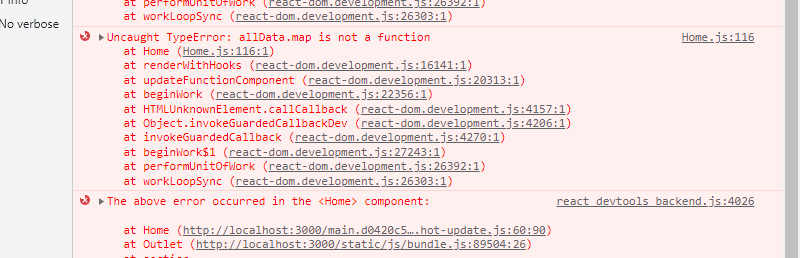 at performUnitOfWork (react-dom.development.js:26392:1)
at workLoopSync (react-dom.development.js:26303:1)
No verbose
Uncaught TypeError: allData.map is not a function Home.js:116
at Home (Home.js:116:1)
at renderWithHooks (react-dom.development.js:16141:1)
at updateFunctionComponent (react-dom.development.js:20313:1)
at beginWork (react-dom.development.js:22356:1)
at HTMLUnknownElement.callCallback (react-dom.development.js:4157:1)
at Object.invokeGuardedCallbackDev (react-dom.development.js:4206:1)
at invokeGuardedCallback (react-dom.development.js:4270:1)
at beginWork$1 (react-dom.development.js:27243:1)
at performUnitOfWork (react-dom.development.js:26392:1)
at workLoopSync (react-dom.development.js:26303:1)
The above error occurred in the <Home> component: react_devtools_backend.js:4026
at Home (http://localhost:3000/main.d0420c5….hot-update.js:60:90)
at Outlet (http://localhost:3000/static/js/bundle.js:89504:26)
at section